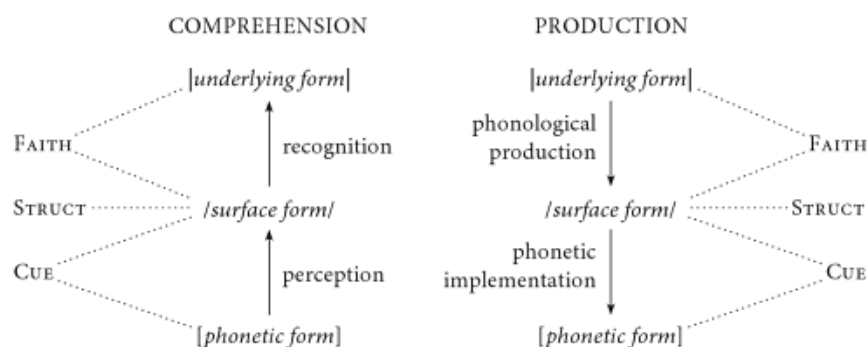 COMPREHENSION
|underlying form|
recognition
FAITH
STRUCT
/surface form/
CUE
perception
[phonetic form]
PRODUCTION
|underlying form|
phonological
production
FAITH
/surface form/
STRUCT
phonetic
implementation
CUE
[phonetic form]